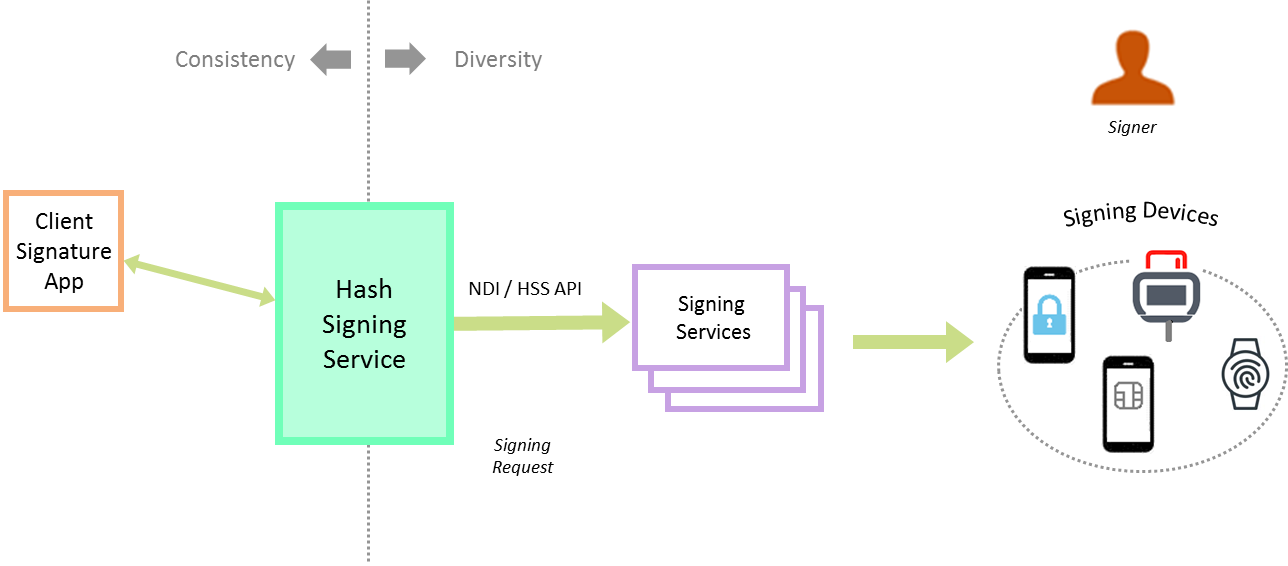 Consistency
Diversity
Signer
Client
Signature
App
Hash
Signing
Service
NDI / HSS API
Signing
Services
Signing Devices
Signing
Request